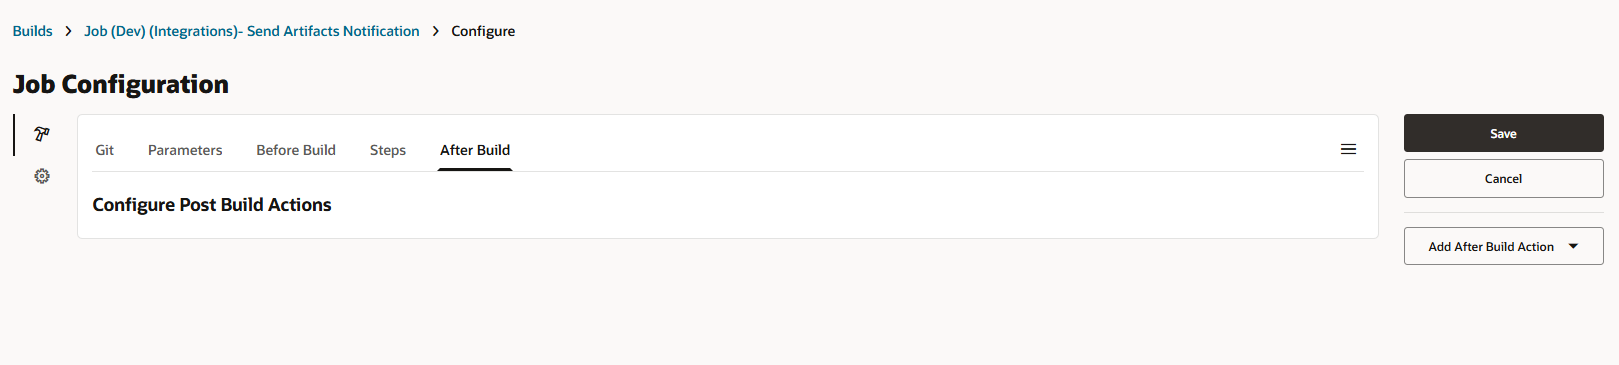 Builds > Job (Dev) (Integrations)- Send Artifacts Notification > Configure
Job Configuration
Git Parameters Before Build Steps After Build
Configure Post Build Actions
Save
Cancel
Add After Build Action